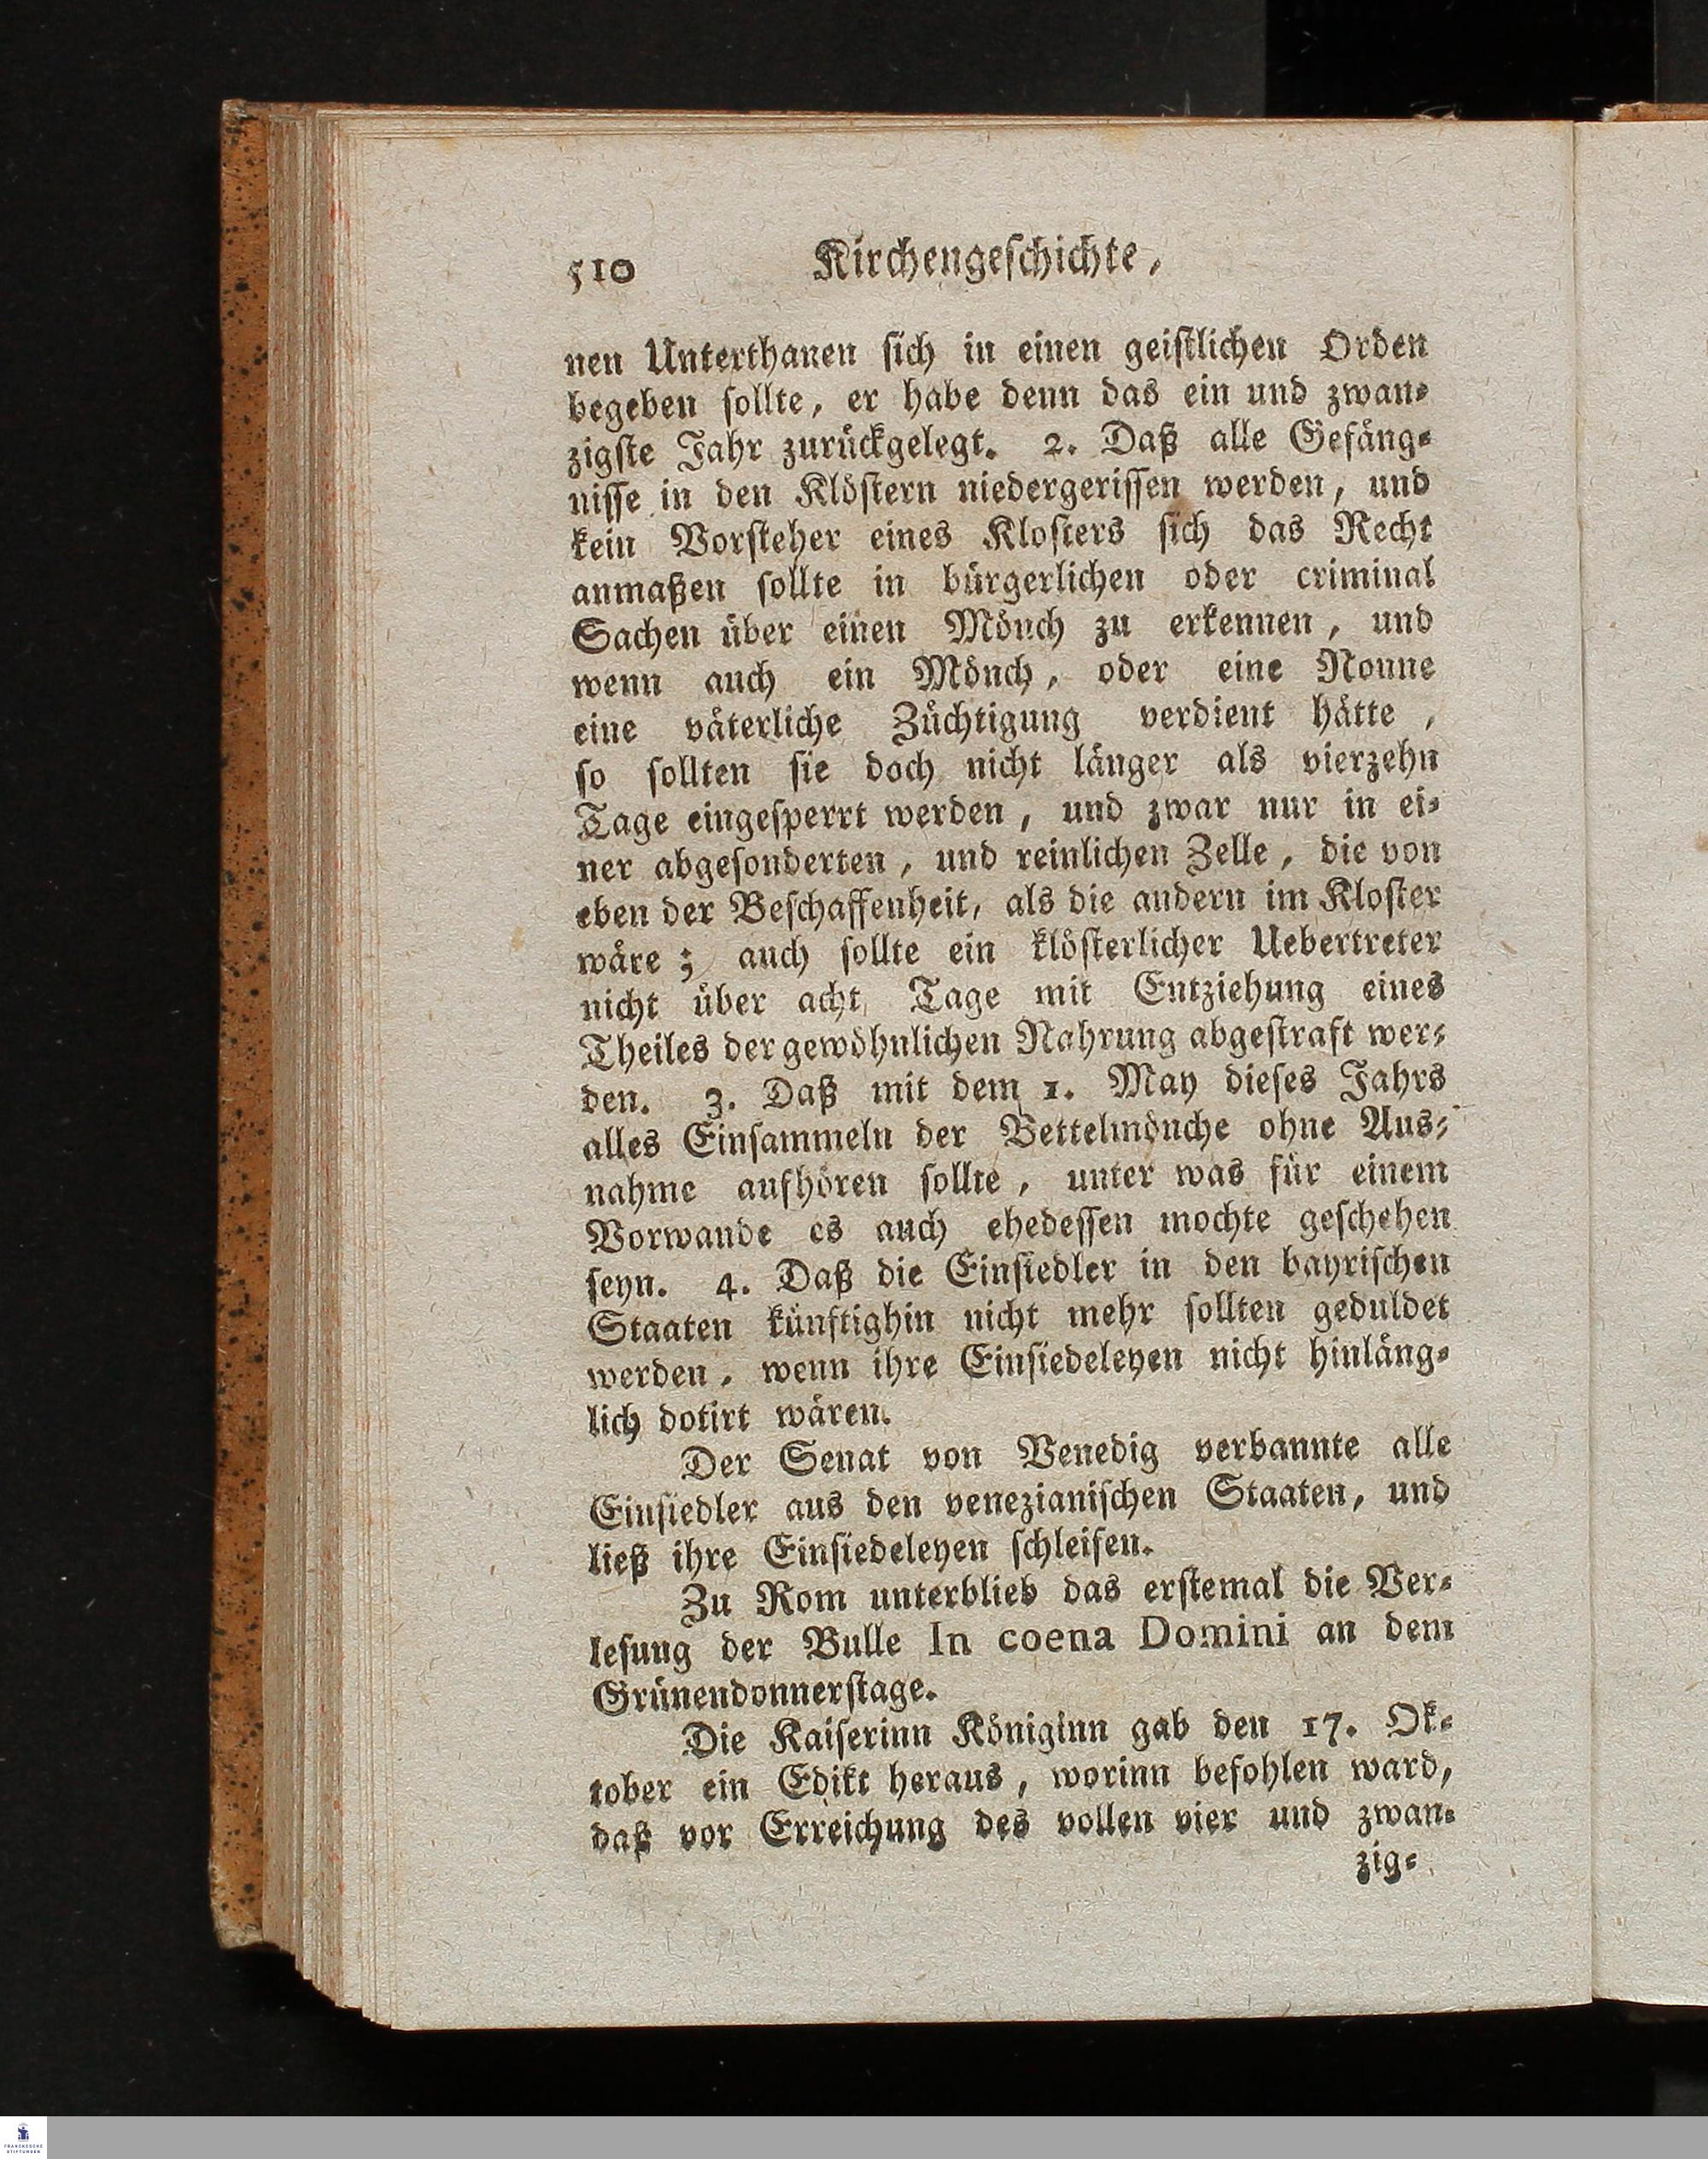 510 Kirchengeschichte,
nen Unterthanen sich in einen geistlichen Orden
begeben sollte, er habe denn das ein und zwan-
zigste Jahr zurückgelegt. 2. Daß alle Gefäng-
nisse in den Klöstern niedergerissen werden, und
kein Vorsteher eines Klosters sich das Recht
anmaßen sollte in bürgerlichen oder criminal
Sachen über einen Mönch zu erkennen, und
wenn auch ein Mönch, oder eine Nonne
eine väterliche Züchtigung verdient hätte,
so sollten sie doch nicht länger als vierzehn
Tage eingesperrt werden, und zwar nur in ei-
ner abgesonderten, und reinlichen Zelle, die von
eben der Beschaffenheit, als die andern im Kloster
wäre; auch sollte ein klösterlicher Uebertreter
nicht über acht Tage mit Entziehung eines
Theiles der gewöhnlichen Nahrung abgestraft wer-
den. 3. Daß mit dem 1. May dieses Jahrs
alles Einsammeln der Bettelmönche ohne Aus-
nahme aufhören sollte, unter was für einem
Vorwande es auch ehedessen mochte geschehen
seyn. 4. Daß die Einsiedler in den bayrischen
Staaten künftighin nicht mehr sollten geduldet
werden, wenn ihre Einsiedeleyen nicht hinläng-
lich dotirt wären.
Der Senat von Venedig verbannte alle
Einsiedler aus den venezianischen Staaten, und
ließ ihre Einsiedeleyen schleifen.
Zu Rom unterblieb das erstemal die Ver-
lesung der Bulle In coena Domini an dem
Grünendonnerstage.
Die Kaiserinn Königinn gab den 17. Ok-
tober ein Edikt heraus, worinn befohlen ward,
daß vor Erreichung des vollen vier und zwan-
zig-
FRANCKESCHE
STIFTUNGEN